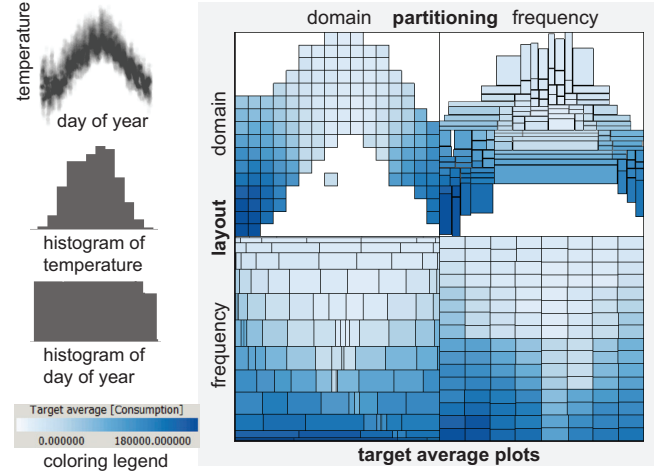 temperature
day of year
histogram of
temperature
histogram of
day of year
Target average [Consumption]
0.000000 180000.000000
coloring legend
domain partitioning frequency
domain
layout
frequency
target average plots